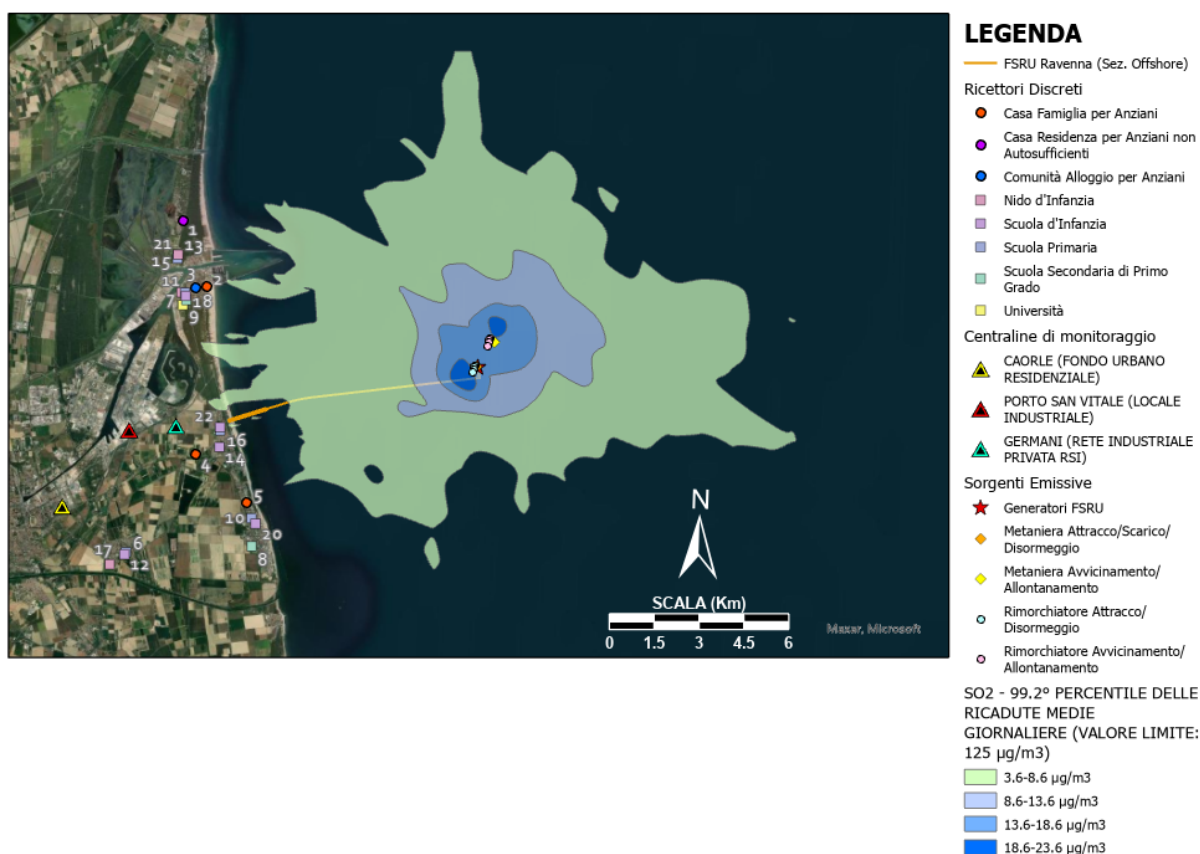 LEGENDA
FSRU Ravenna (Sez. Offshore)
Ricettori Discreti
Casa Famiglia per Anziani
Casa Residenza per Anziani non
Autosufficienti
Comunità Alloggio per Anziani
Nido d'Infanzia
Scuola d'Infanzia
Scuola Primaria
Scuola Secondaria di Primo
Grado
Università
Centraline di monitoraggio
CAORLE (FONDO URBANO
RESIDENZIALE)
PORTO SAN VITALE (LOCALE
INDUSTRIALE)
GERMANI (RETE INDUSTRIALE
PRIVATA RSI)
Sorgenti Emissive
Generatori FSRU
Metaniera Attracco/Scarico/
Disormeggio
Metaniera Avvicinamento/
Allontanamento
Rimorchiatore Attracco/
Disormeggio
Rimorchiatore Avvicinamento/
Allontanamento
SO2 - 99.2° PERCENTILE DELLE
RICADUTE MEDIE
GIORNALIERE (VALORE LIMITE:
125 µg/m3)
3.6-8.6 µg/m3
8.6-13.6 µg/m3
13.6-18.6 µg/m3
18.6-23.6 µg/m3
1
21 13
15
3 2
11
7 18
9
22
16
14
4
5
10
20
8
6
17
12
N
SCALA (Km)
0 1.5 3 4.5 6
Maxar, Microsoft